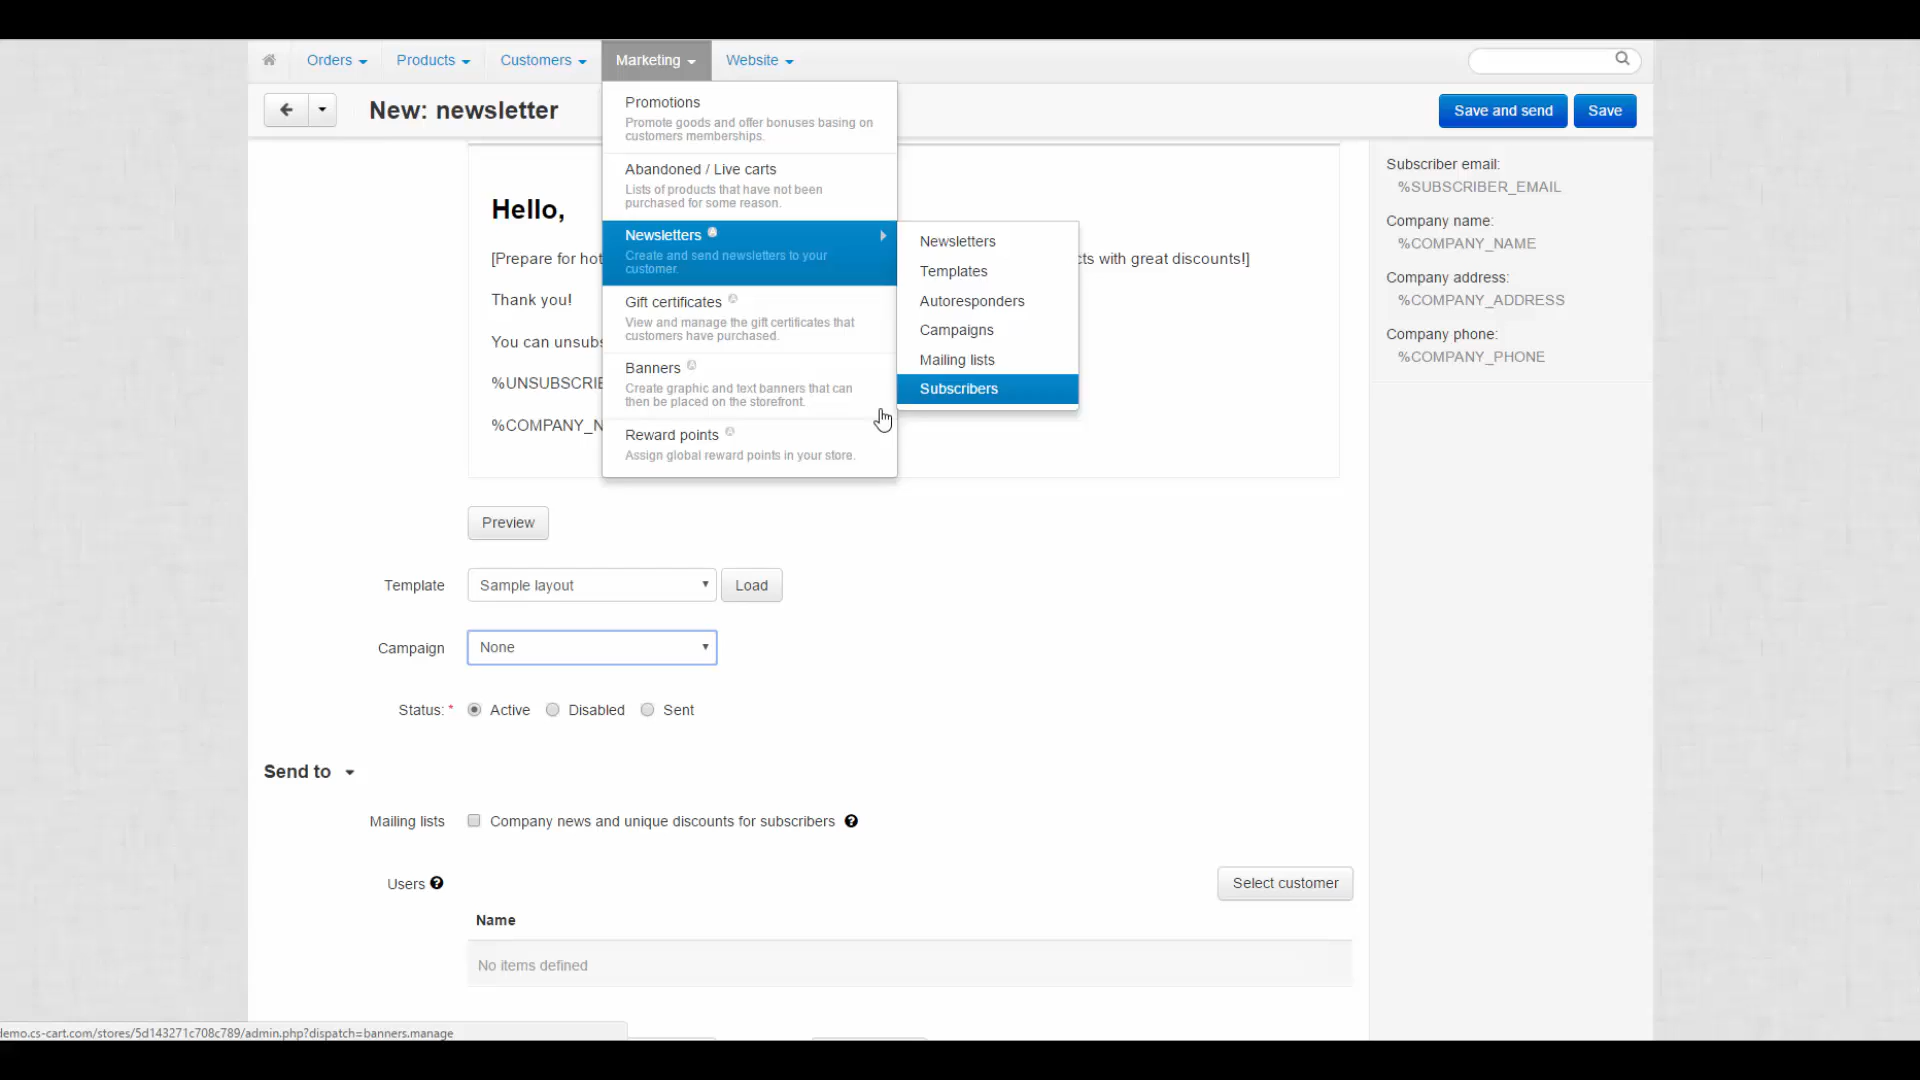 Orders
Products
Customers
Marketing
Website
New: newsletter
Save and send
Save
Promotions
Promote goods and offer bonuses basing on
customers memberships.
Abandoned / Live carts
Lists of products that have not been
purchased for some reason.
Newsletters
Create and send newsletters to your
customer.
Gift certificates
View and manage the gift certificates that
customers have purchased.
Banners
Create graphic and text banners that can
then be placed on the storefront.
Reward points
Assign global reward points in your store.
Newsletters
Templates
Autoresponders
Campaigns
Mailing lists
Subscribers
Hello,
[Prepare for hot
cts with great discounts!]
Thank you!
You can unsubs
%UNSUBSCRIE
%COMPANY_N
Subscriber email:
%SUBSCRIBER_EMAIL
Company name:
%COMPANY_NAME
Company address:
%COMPANY_ADDRESS
Company phone:
%COMPANY_PHONE
Preview
Template
Sample layout
Load
Campaign
None
Status: *
Active
Disabled
Sent
Send to
Mailing lists
Company news and unique discounts for subscribers
Users
Select customer
Name
No items defined
demo.cs-cart.com/stores/5d143271c708c789/admin.php?dispatch=banners.manage